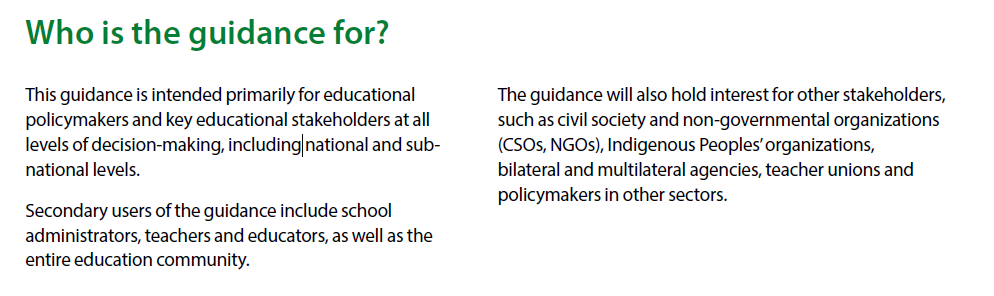 Who is the guidance for?
This guidance is intended primarily for educational
policymakers and key educational stakeholders at all
levels of decision-making, including national and sub-
national levels.
Secondary users of the guidance include school
administrators, teachers and educators, as well as the
entire education community.
The guidance will also hold interest for other stakeholders,
such as civil society and non-governmental organizations
(CSOs, NGOs), Indigenous Peoples’ organizations,
bilateral and multilateral agencies, teacher unions and
policymakers in other sectors.